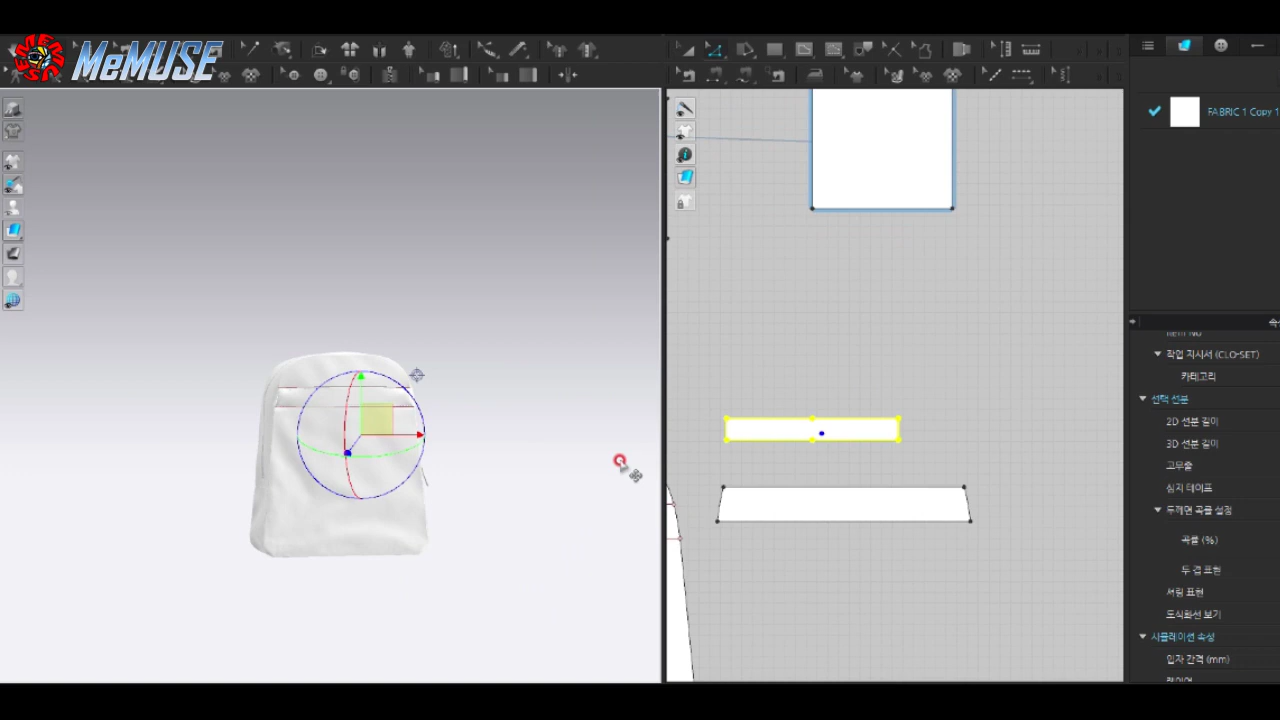 MeMUSE
FABRIC 1 Copy 1
작업 지시서 (CLO-SET)
카테고리
선택 선분
2D 선분 길이
3D 선분 길이
고무줄
심지 테이프
두꺼면 곡률 설정
곡률 (%)
두 겹 표현
셔링 표현
도식화선 보기
시뮬레이션 속성
입자 간격 (mm)